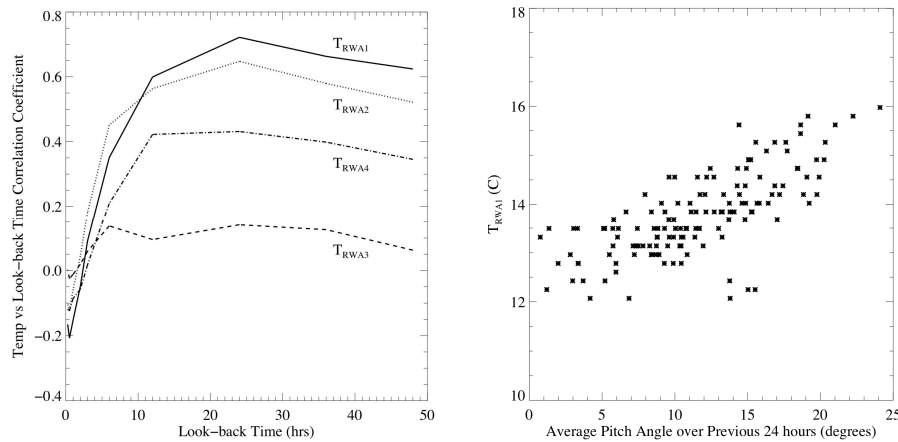 0.8
0.6
0.4
0.2
0.0
−0.2
−0.4
Temp vs Look−back Time Correlation Coefficient
T_RWA1
T_RWA2
T_RWA4
T_RWA3
0 10 20 30 40 50
Look−back Time (hrs)
18
16
14
12
10
T_RWA1 (C)
0 5 10 15 20 25
Average Pitch Angle over Previous 24 hours (degrees)